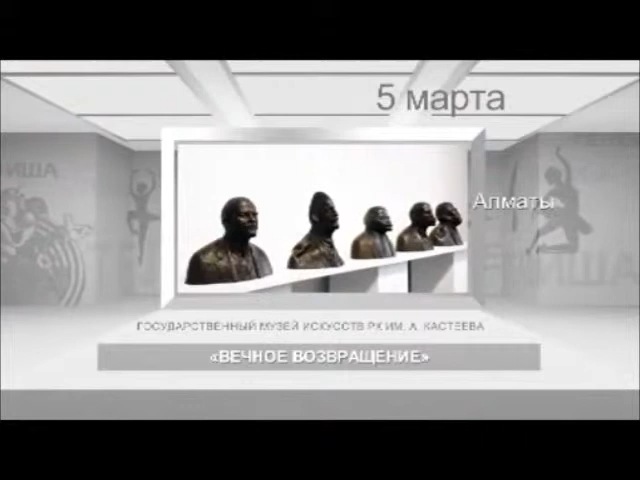 5 марта
Алматы
ГОСУДАРСТВЕННЫЙ МУЗЕЙ ИСКУССТВ РК ИМ. А. КАСТЕЕВА
«ВЕЧНОЕ ВОЗВРАЩЕНИЕ»